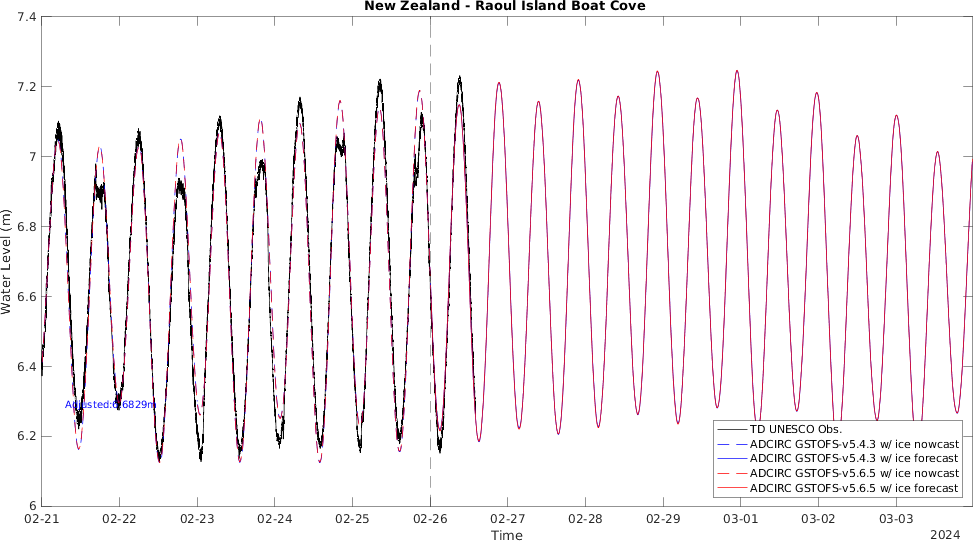 New Zealand - Raoul Island Boat Cove
7.4
7.2
7
6.8
6.6
6.4
6.2
6
Water Level (m)
Adjusted:6.6829m
TD UNESCO Obs.
ADCIRC GSTOFS-v5.4.3 w/ ice nowcast
ADCIRC GSTOFS-v5.4.3 w/ ice forecast
ADCIRC GSTOFS-v5.6.5 w/ ice nowcast
ADCIRC GSTOFS-v5.6.5 w/ ice forecast
02-21 02-22 02-23 02-24 02-25 02-26 02-27 02-28 02-29 03-01 03-02 03-03
Time
2024